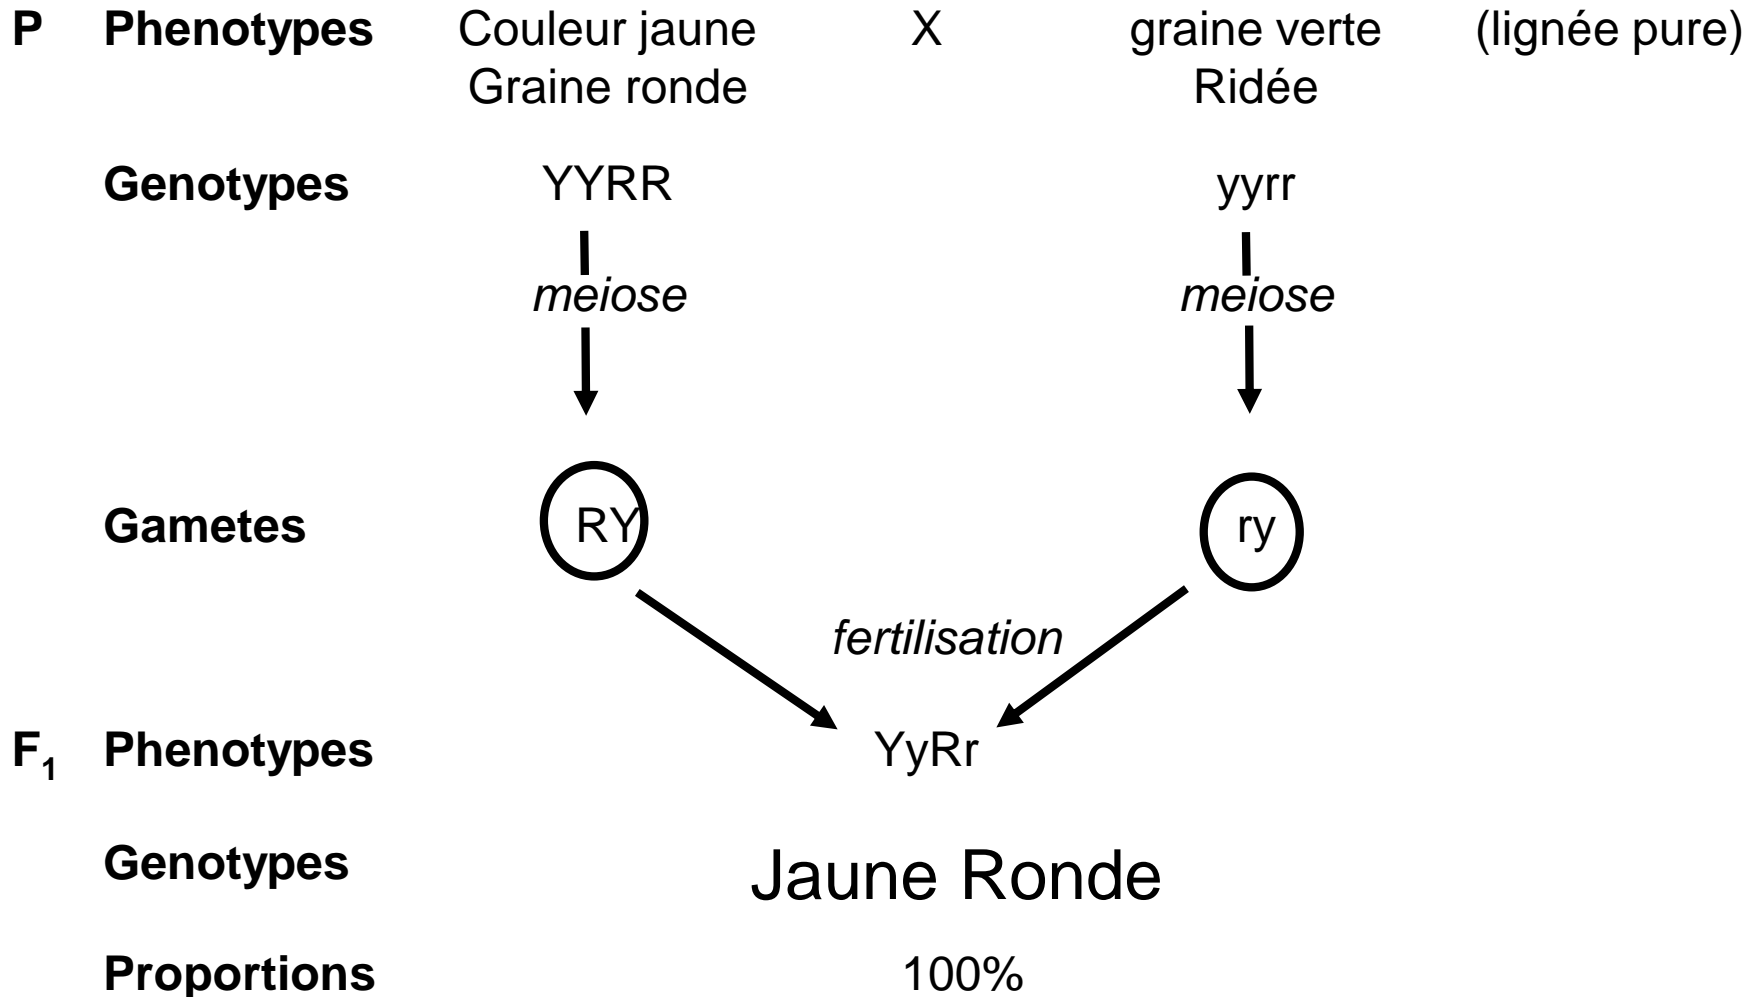 P Phenotypes Couleur jaune X graine verte (lignée pure)
Graine ronde Ridée
Genotypes YYRR yyrr
meiose meiose
Gametes RY ry
fertilisation
F₁ Phenotypes YyRr
Genotypes Jaune Ronde
Proportions 100%